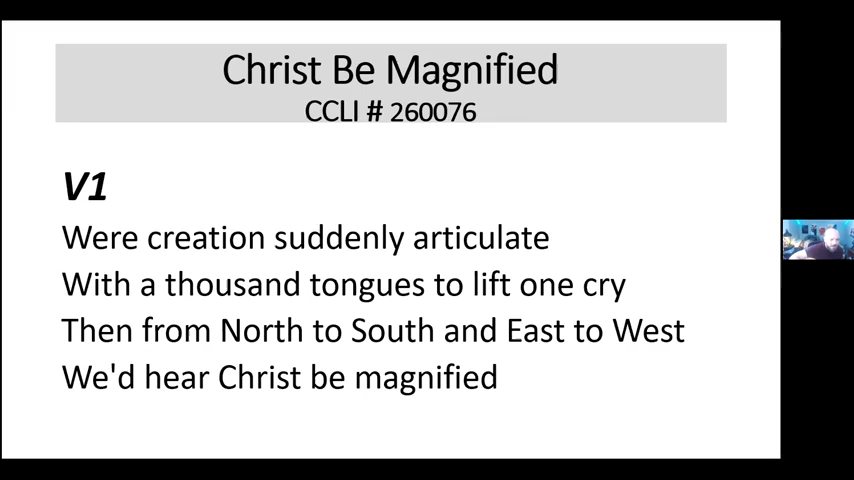 Christ Be Magnified
CCLI # 260076
V1
Were creation suddenly articulate
With a thousand tongues to lift one cry
Then from North to South and East to West
We'd hear Christ be magnified